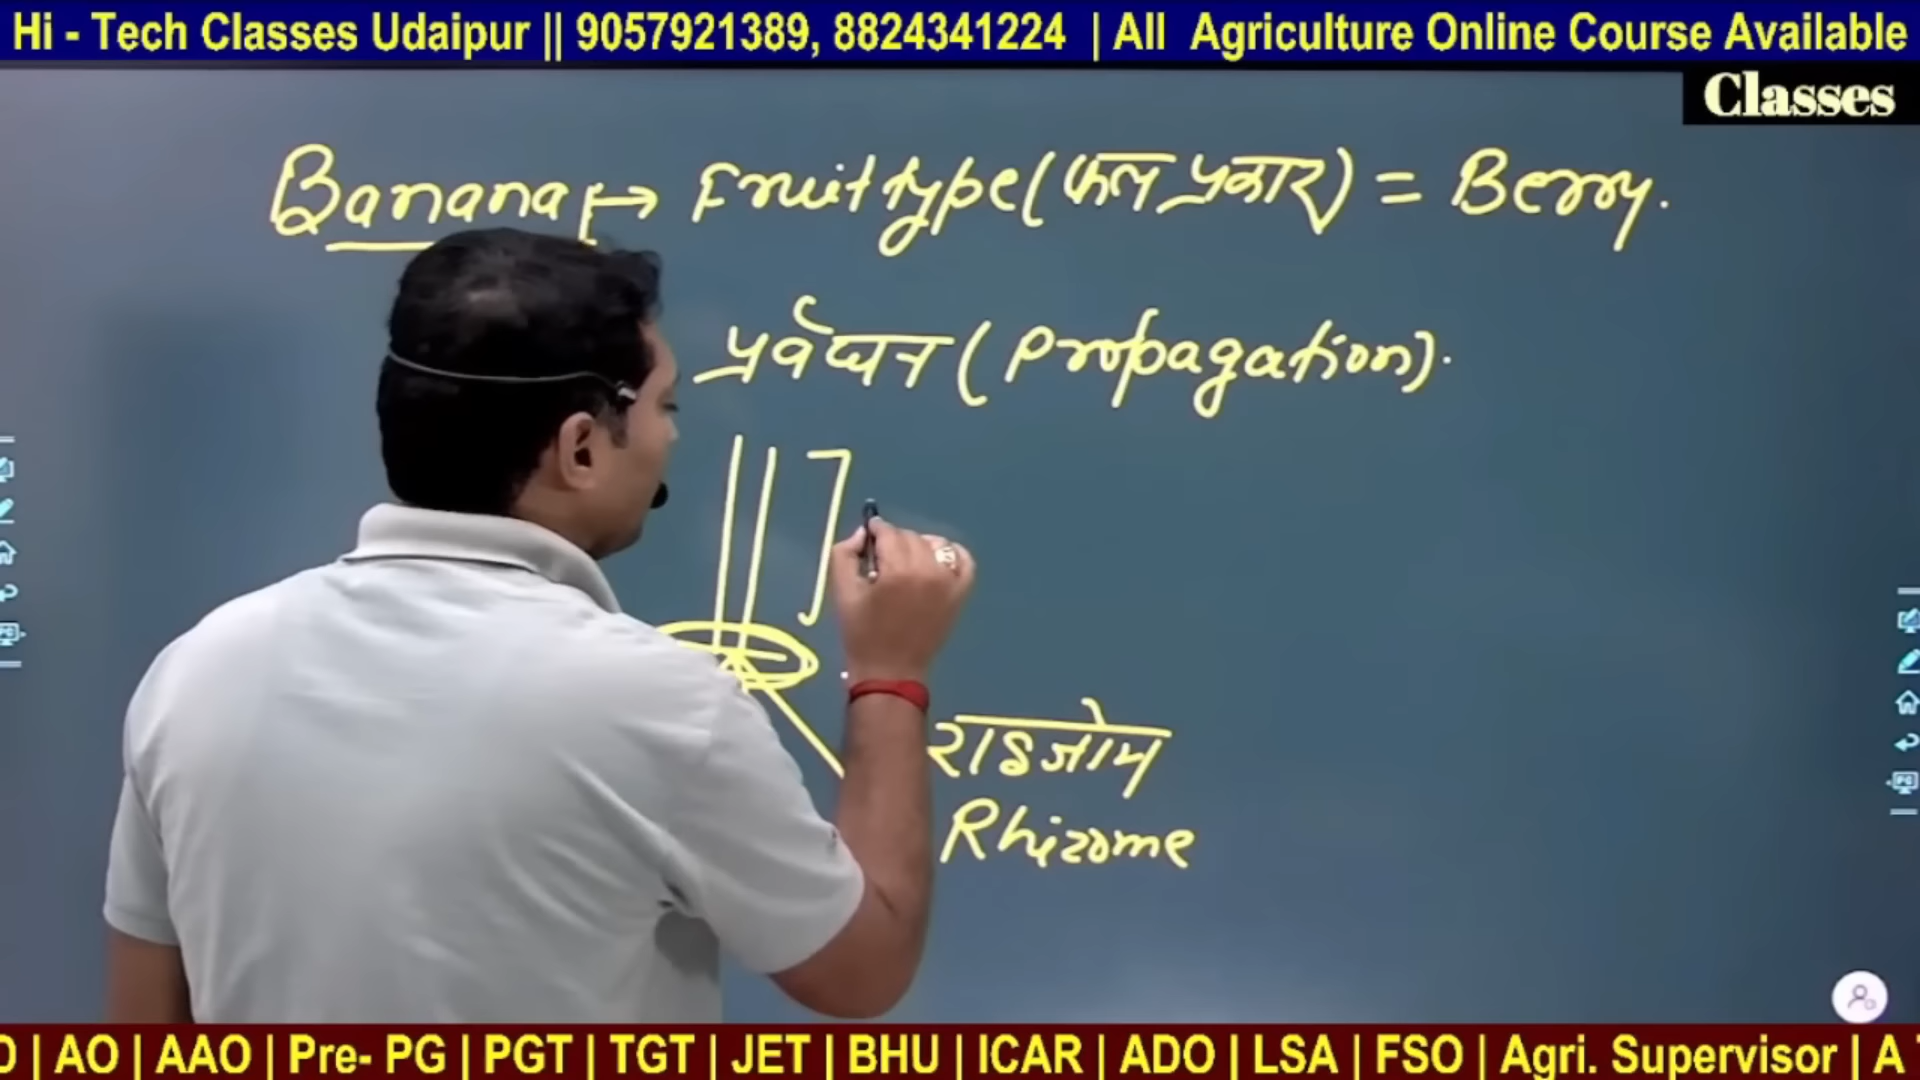 Hi - Tech Classes Udaipur || 9057921389, 8824341224 | All Agriculture Online Course Available
Classes
Banana → Fruit type (फल प्रकार) = Berry.
प्रवर्धन (Propagation).
राइजोम
Rhizome
O | AO | AAO | Pre- PG | PGT | TGT | JET | BHU | ICAR | ADO | LSA | FSO | Agri. Supervisor | A